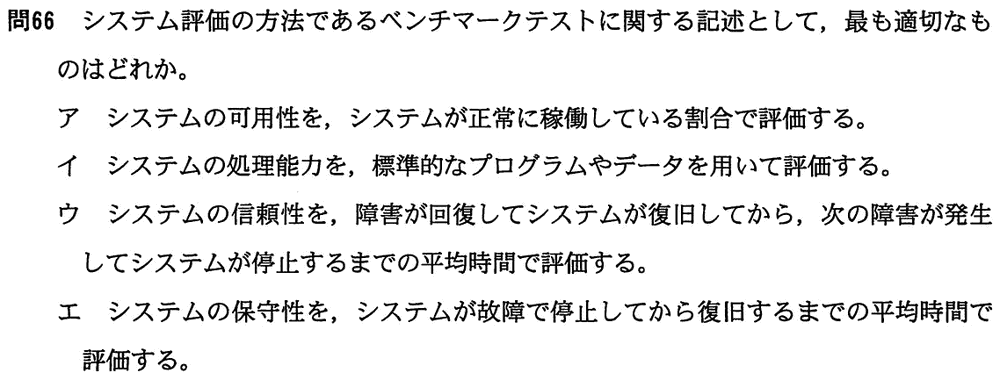 問66 システム評価の方法であるベンチマークテストに関する記述として，最も適切なも
のはどれか。
ア システムの可用性を，システムが正常に稼働している割合で評価する。
イ システムの処理能力を，標準的なプログラムやデータを用いて評価する。
ウ システムの信頼性を，障害が回復してシステムが復旧してから，次の障害が発生
してシステムが停止するまでの平均時間で評価する。
エ システムの保守性を，システムが故障で停止してから復旧するまでの平均時間で
評価する。